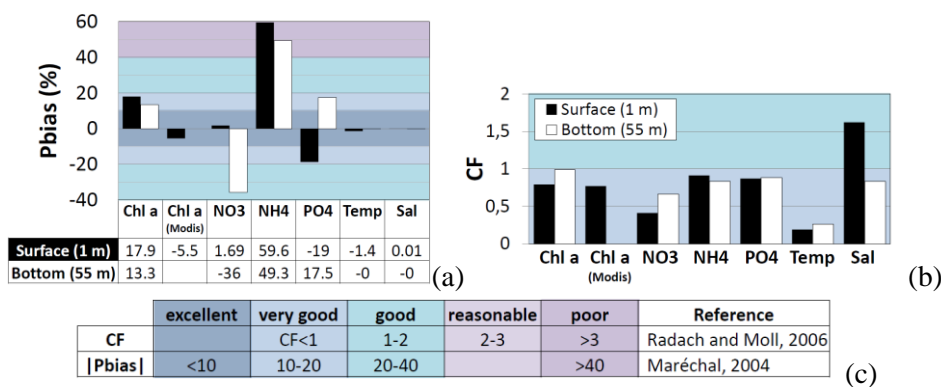 60
40
20
0
-20
-40
Pbias (%)
Chl a Chl a (Modis) NO3 NH4 PO4 Temp Sal
Surface (1 m) 17.9 -5.5 1.69 59.6 -19 -1.4 0.01
Bottom (55 m) 13.3 -36 49.3 17.5 -0 -0
(a)
2
1,5
1
0,5
0
CF
Surface (1 m)
Bottom (55 m)
Chl a Chl a (Modis) NO3 NH4 PO4 Temp Sal
(b)
excellent very good good reasonable poor Reference
CF CF<1 1-2 2-3 >3 Radach and Moll, 2006
|Pbias| <10 10-20 20-40 >40 Maréchal, 2004
(c)